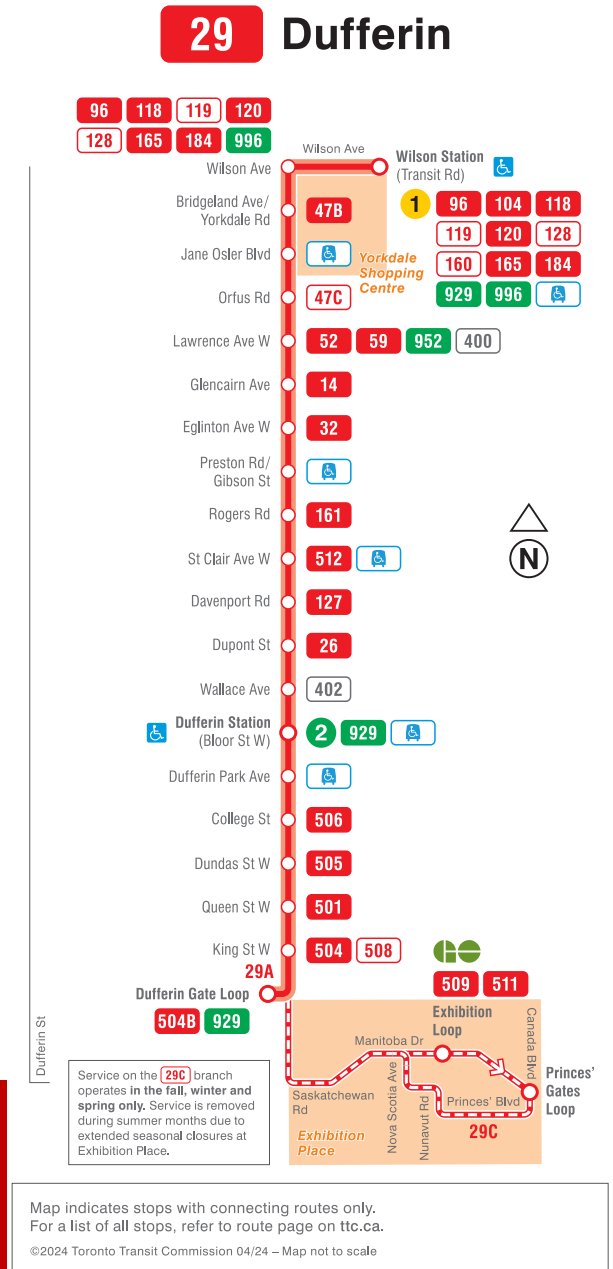 29 Dufferin
96 118 119 120
128 165 184 996
Wilson Ave
Wilson Ave
Wilson Station
(Transit Rd)
1 96 104 118
119 120 128
160 165 184
929 996
Bridgeland Ave/
Yorkdale Rd
47B
Jane Osler Blvd
Yorkdale
Shopping
Centre
Orfus Rd 47C
Lawrence Ave W 52 59 952 400
Glencairn Ave 14
Eglinton Ave W 32
Preston Rd/
Gibson St
Rogers Rd 161
N
St Clair Ave W 512
Davenport Rd 127
Dupont St 26
Wallace Ave 402
Dufferin Station
(Bloor St W)
2 929
Dufferin Park Ave
College St 506
Dundas St W 505
Queen St W 501
King St W 504 508
GO
29A
Dufferin Gate Loop
504B 929
509 511
Exhibition
Loop
Manitoba Dr
Canada Blvd
Princes'
Gates
Loop
Saskatchewan
Rd
Nova Scotia Ave
Nunavut Rd
Princes' Blvd
29C
Exhibition
Place
Dufferin St
Service on the 29C branch
operates in the fall, winter and
spring only. Service is removed
during summer months due to
extended seasonal closures at
Exhibition Place.
Map indicates stops with connecting routes only.
For a list of all stops, refer to route page on ttc.ca.
©2024 Toronto Transit Commission 04/24 – Map not to scale